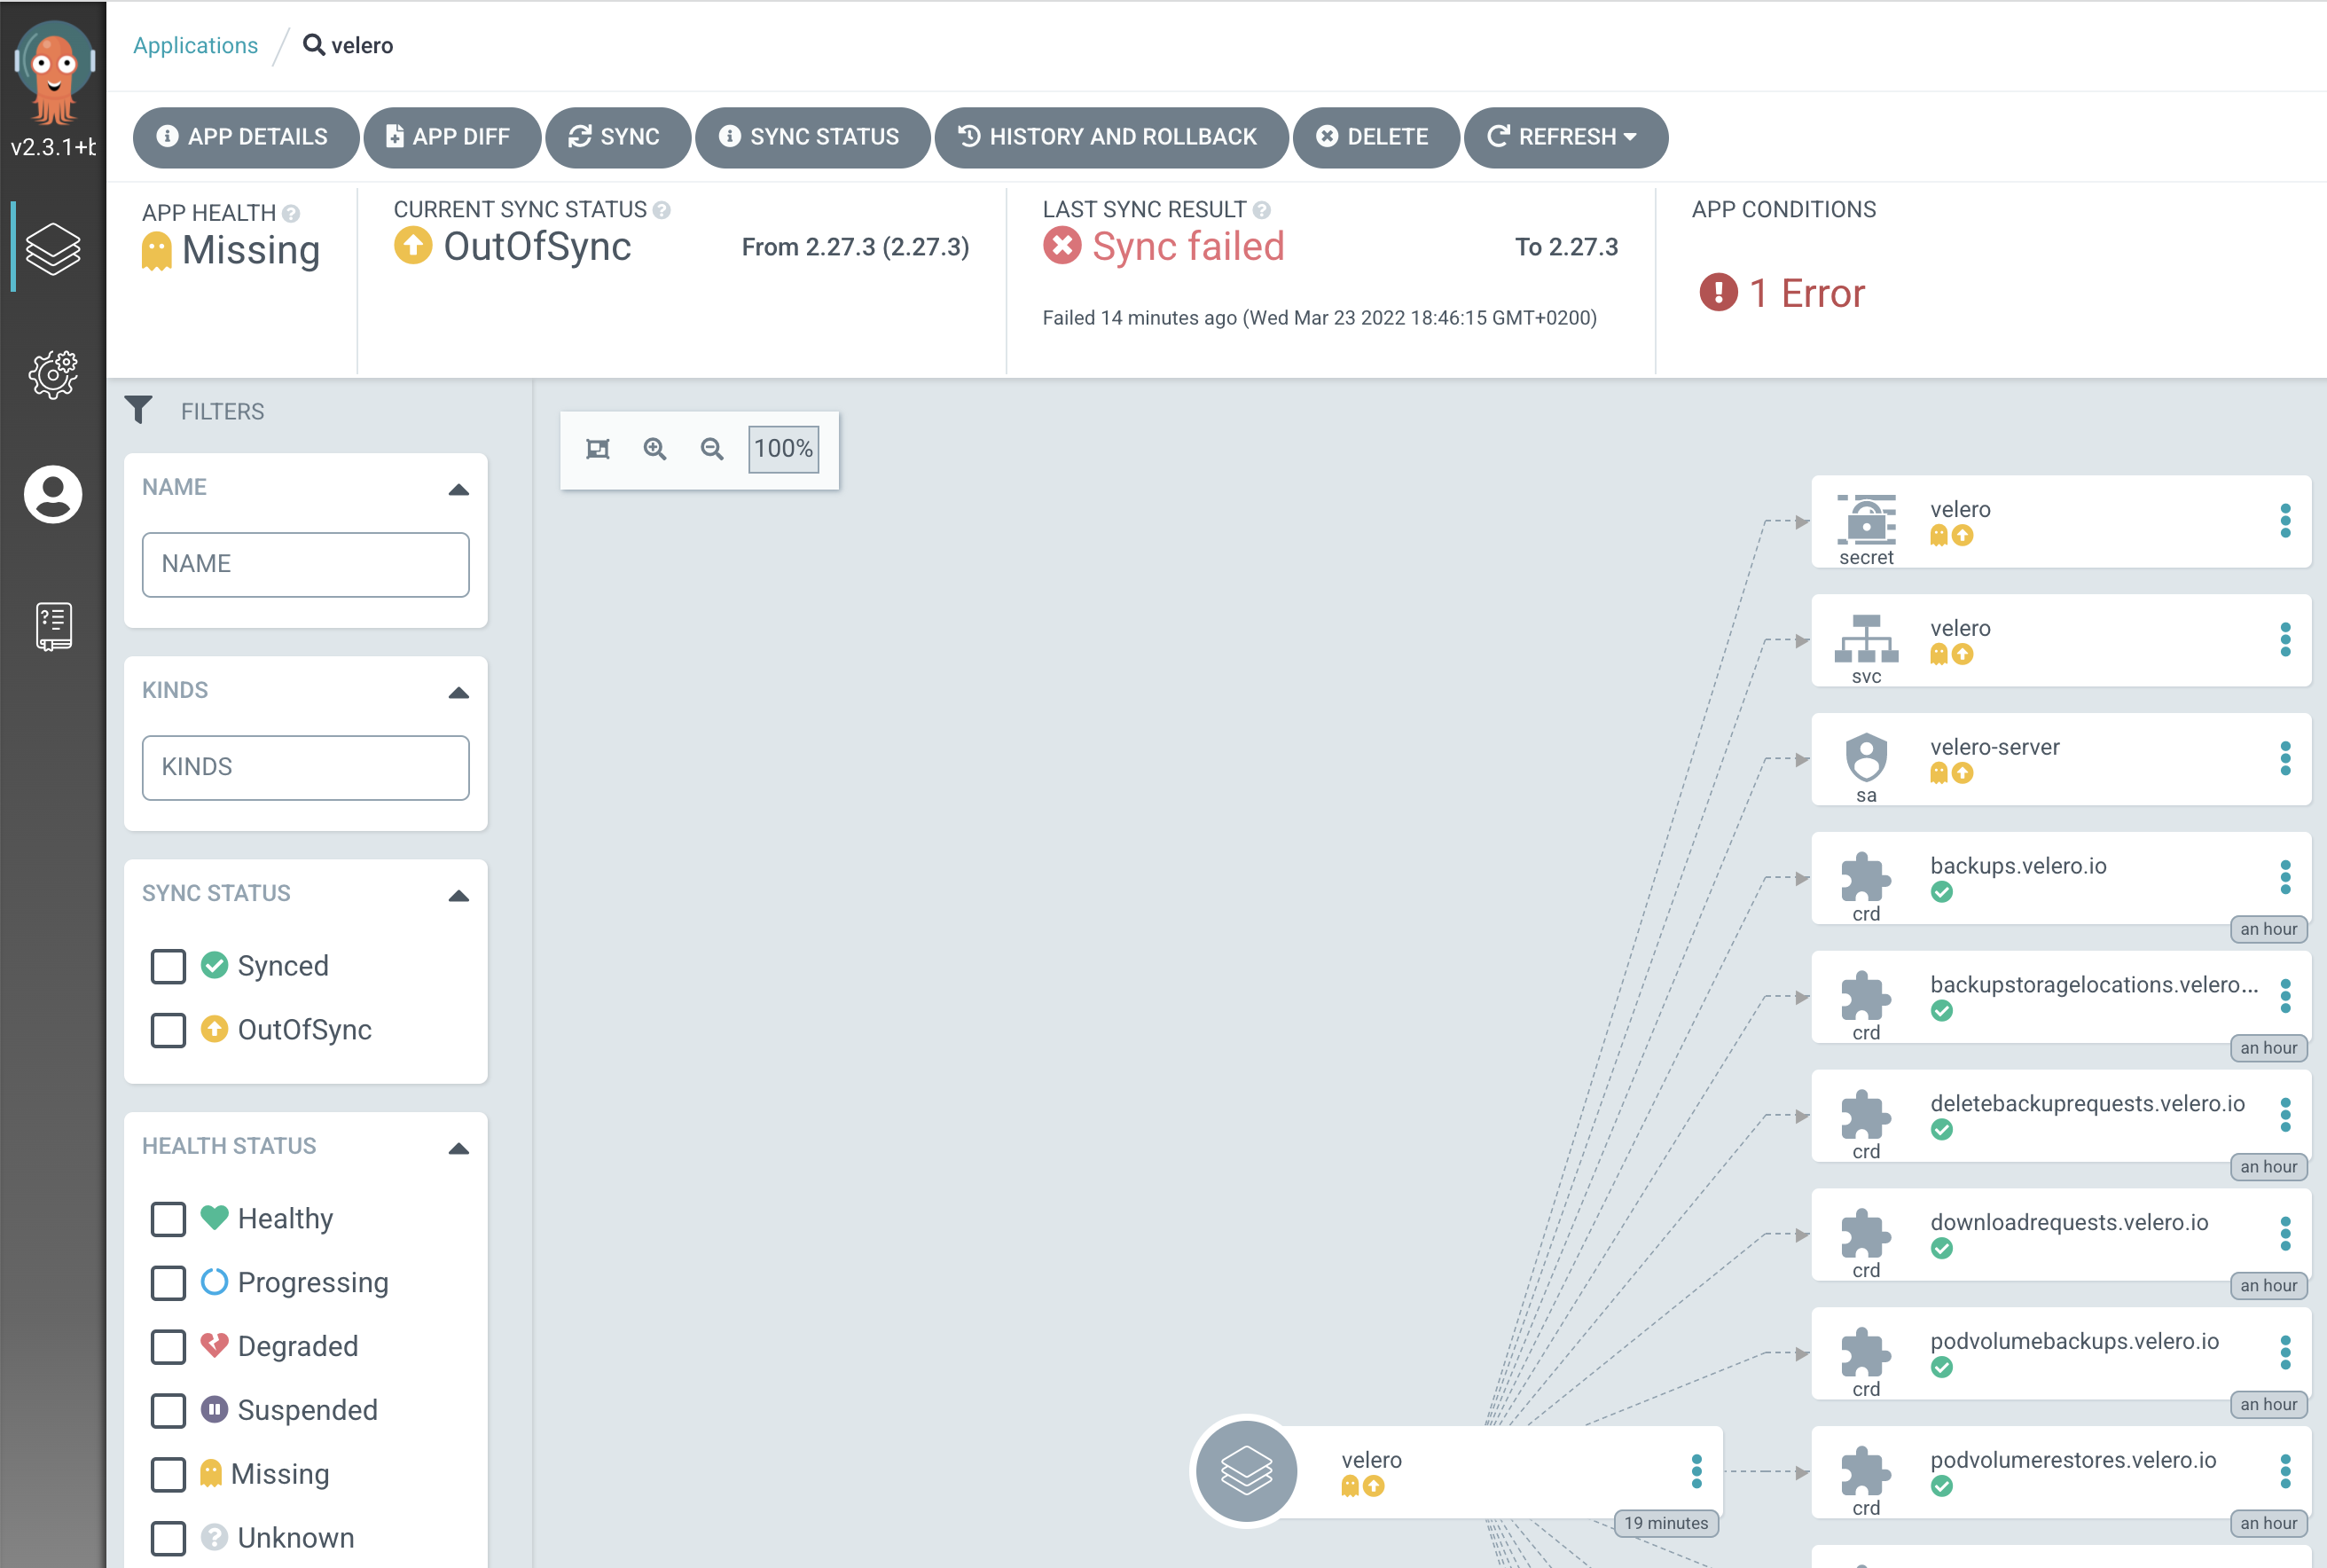 v2.3.1+b
Applications
velero
APP DETAILS
APP DIFF
SYNC
SYNC STATUS
HISTORY AND ROLLBACK
DELETE
REFRESH
APP HEALTH
Missing
CURRENT SYNC STATUS
OutOfSync
From 2.27.3 (2.27.3)
LAST SYNC RESULT
Sync failed
To 2.27.3
Failed 14 minutes ago (Wed Mar 23 2022 18:46:15 GMT+0200)
APP CONDITIONS
1 Error
FILTERS
NAME
NAME
KINDS
KINDS
SYNC STATUS
Synced
OutOfSync
HEALTH STATUS
Healthy
Progressing
Degraded
Suspended
Missing
Unknown
100%
velero
19 minutes
velero
secret
velero
svc
velero-server
sa
backups.velero.io
crd
an hour
backupstoragelocations.velero...
crd
an hour
deletebackuprequests.velero.io
crd
an hour
downloadrequests.velero.io
crd
an hour
podvolumebackups.velero.io
crd
an hour
podvolumerestores.velero.io
crd
an hour